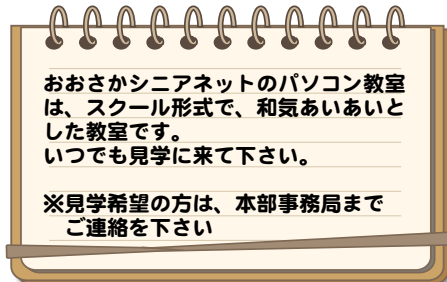 おおさかシニアネットのパソコン教室
は、スクール形式で、和気あいあいと
した教室です。
いつでも見学に来て下さい。
※見学希望の方は、本部事務局まで
ご連絡を下さい